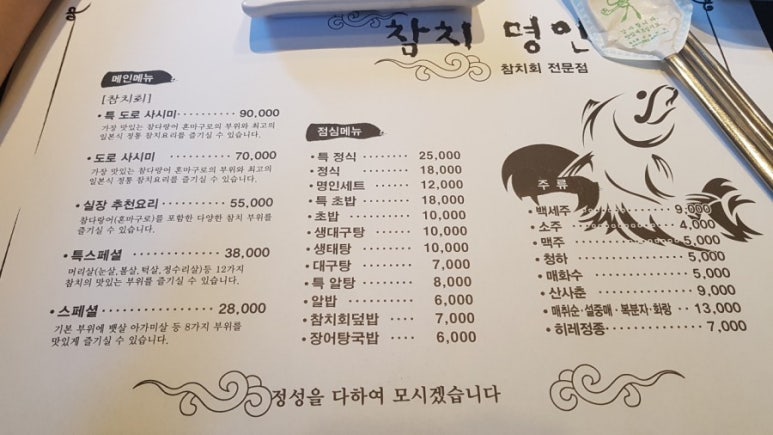 참치 명인
참치회 전문점
메인메뉴
[참치회]
• 특 도로 사시미·········· 90,000
가장 맛있는 참다랑어 혼마구로의 부위와 최고의
일본식 정통 참치요리를 즐기실 수 있습니다.
• 도로 사시미 ·········· 70,000
가장 맛있는 참다랑어 혼마구로의 부위와 최고의
일본식 정통 참치요리를 즐기실 수 있습니다.
• 실장 추천요리 ········ 55,000
참다랑어(혼마구로)를 포함한 다양한 참치 부위를
즐기실 수 있습니다.
• 특스페셜 ·············· 38,000
머리살(눈살,볼살,턱살,정수리살)등 12가지
참치의 맛있는 부위를 즐기실 수 있습니다.
• 스페셜 ················ 28,000
기본 부위에 뱃살 아가미살 등 8가지 부위를
맛있게 즐기실 수 있습니다.
점심메뉴
• 특 정식 ········ 25,000
• 정식 ········ 18,000
• 명인세트 ········ 12,000
• 특 초밥 ········ 18,000
• 초밥 ········ 10,000
• 생대구탕 ········ 10,000
• 생태탕 ········ 10,000
• 대구탕 ········ 7,000
• 특 알탕 ········ 8,000
• 알밥 ········ 6,000
• 참치회덮밥 ···· 7,000
• 장어탕국밥 ···· 6,000
주 류
• 백세주 ·············· 9,000
• 소주 ·············· 4,000
• 맥주 ·············· 5,000
• 청하 ·············· 5,000
• 매화수 ·············· 5,000
• 산사춘 ·············· 9,000
• 매취순·설중매·복분자·화랑 ·· 13,000
• 히레정종 ·············· 7,000
정성을 다하여 모시겠습니다